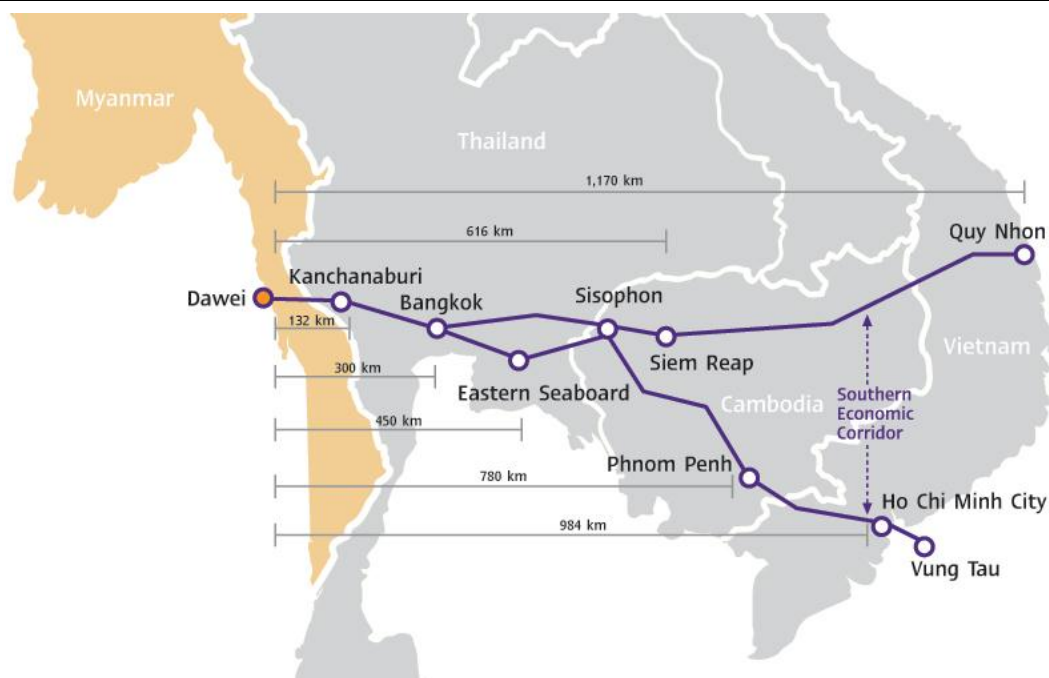 Myanmar
Thailand
1,170 km
616 km
Quy Nhon
Kanchanaburi
Dawei
Bangkok
Sisophon
132 km
Siem Reap
Vietnam
300 km
Eastern Seaboard
Cambodia
Southern
Economic
Corridor
450 km
Phnom Penh
780 km
Ho Chi Minh City
984 km
Vung Tau